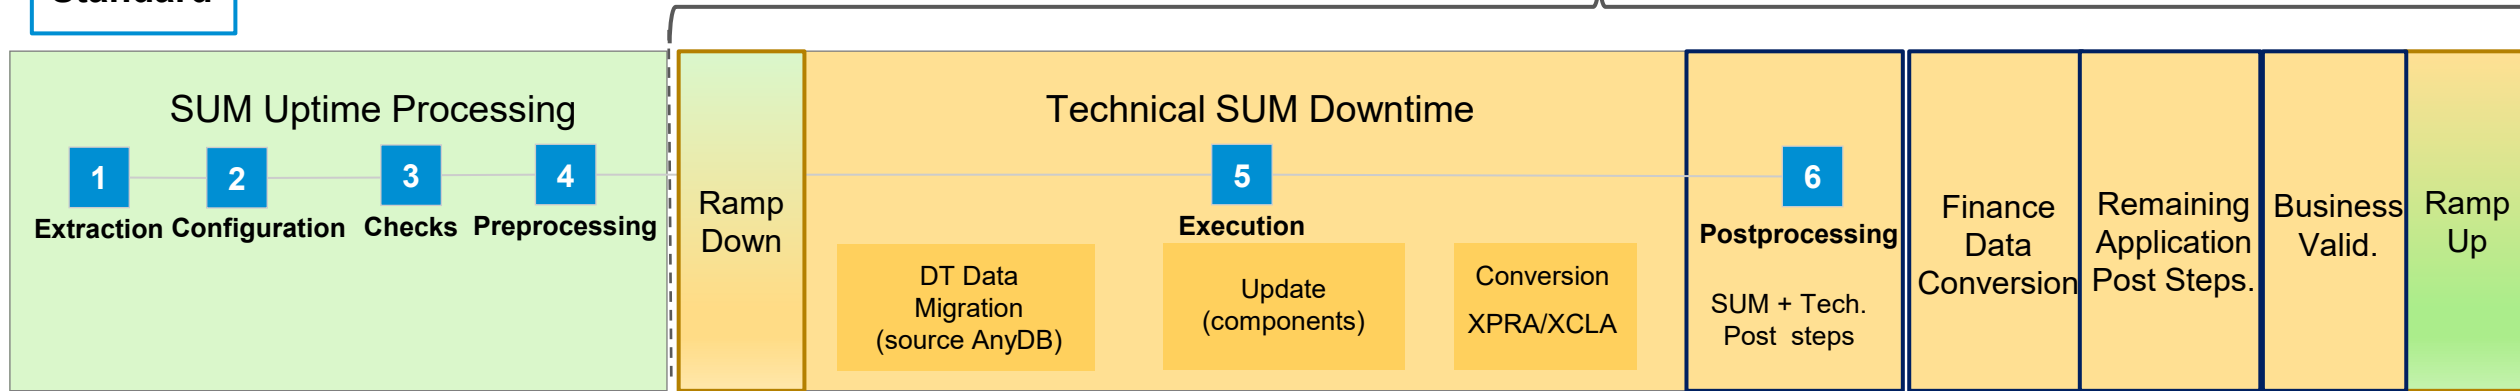 Standard
SUM Uptime Processing
1
2
3
4
Extraction
Configuration
Checks
Preprocessing
Ramp
Down
Technical SUM Downtime
5
Execution
DT Data
Migration
(source AnyDB)
Update
(components)
Conversion
XPRA/XCLA
6
Postprocessing
SUM + Tech.
Post steps
Finance
Data
Conversion
Remaining
Application
Post Steps.
Business
Valid.
Ramp
Up